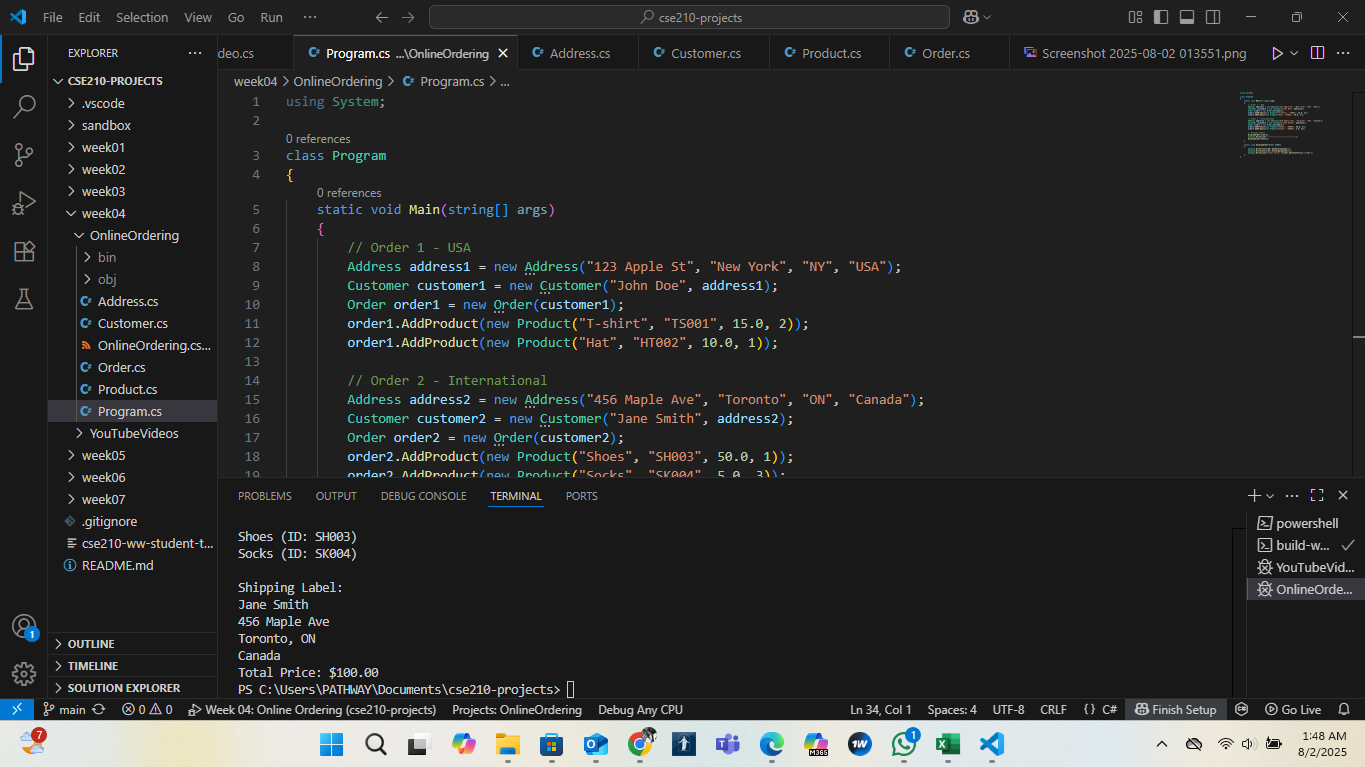 File Edit Selection View Go Run ··· cse210-projects
EXPLORER ···
CSE210-PROJECTS
.vscode
sandbox
week01
week02
week03
week04
OnlineOrdering
bin
obj
Address.cs
Customer.cs
OnlineOrdering.cs...
Order.cs
Product.cs
Program.cs
YouTubeVideos
week05
week06
week07
.gitignore
cse210-ww-student-t...
README.md
OUTLINE
TIMELINE
SOLUTION EXPLORER
deo.cs Program.cs ...\OnlineOrdering Address.cs Customer.cs Product.cs Order.cs Screenshot 2025-08-02 013551.png
week04 > OnlineOrdering > Program.cs > ...
1 using System;
2
0 references
3 class Program
4 {
0 references
5 static void Main(string[] args)
6 {
7 // Order 1 - USA
8 Address address1 = new Address("123 Apple St", "New York", "NY", "USA");
9 Customer customer1 = new Customer("John Doe", address1);
10 Order order1 = new Order(customer1);
11 order1.AddProduct(new Product("T-shirt", "TS001", 15.0, 2));
12 order1.AddProduct(new Product("Hat", "HT002", 10.0, 1));
13
14 // Order 2 - International
15 Address address2 = new Address("456 Maple Ave", "Toronto", "ON", "Canada");
16 Customer customer2 = new Customer("Jane Smith", address2);
17 Order order2 = new Order(customer2);
18 order2.AddProduct(new Product("Shoes", "SH003", 50.0, 1));
19 order2.AddProduct(new Product("Socks", "SK004", 5.0, 3));
PROBLEMS OUTPUT DEBUG CONSOLE TERMINAL PORTS
Shoes (ID: SH003)
Socks (ID: SK004)
Shipping Label:
Jane Smith
456 Maple Ave
Toronto, ON
Canada
Total Price: $100.00
PS C:\Users\PATHWAY\Documents\cse210-projects>
powershell
build-w...
YouTubeVid...
OnlineOrde...
1
main 0 0 Week 04: Online Ordering (cse210-projects) Projects: OnlineOrdering Debug Any CPU Ln 34, Col 1 Spaces: 4 UTF-8 CRLF {} C# Finish Setup Go Live
7
M365
1W
1
1:48 AM
8/2/2025